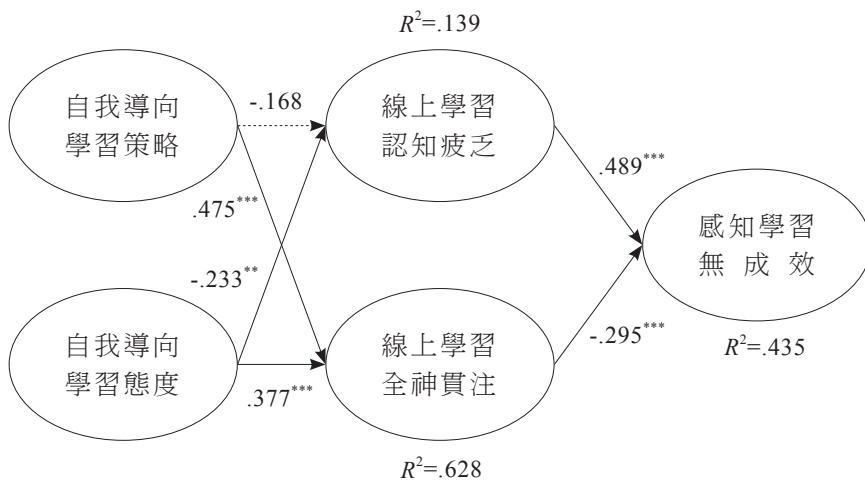 R²=.139
自我導向
學習策略
-.168
線上學習
認知疲乏
.475***
.489***
感知學習
無成效
-.233**
-.295***
R²=.435
自我導向
學習態度
.377***
線上學習
全神貫注
R²=.628